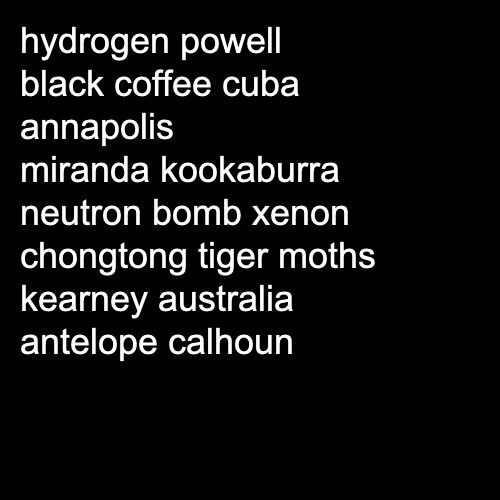 hydrogen powell
black coffee cuba
annapolis
miranda kookaburra
neutron bomb xenon
chongtong tiger moths
kearney australia
antelope calhoun